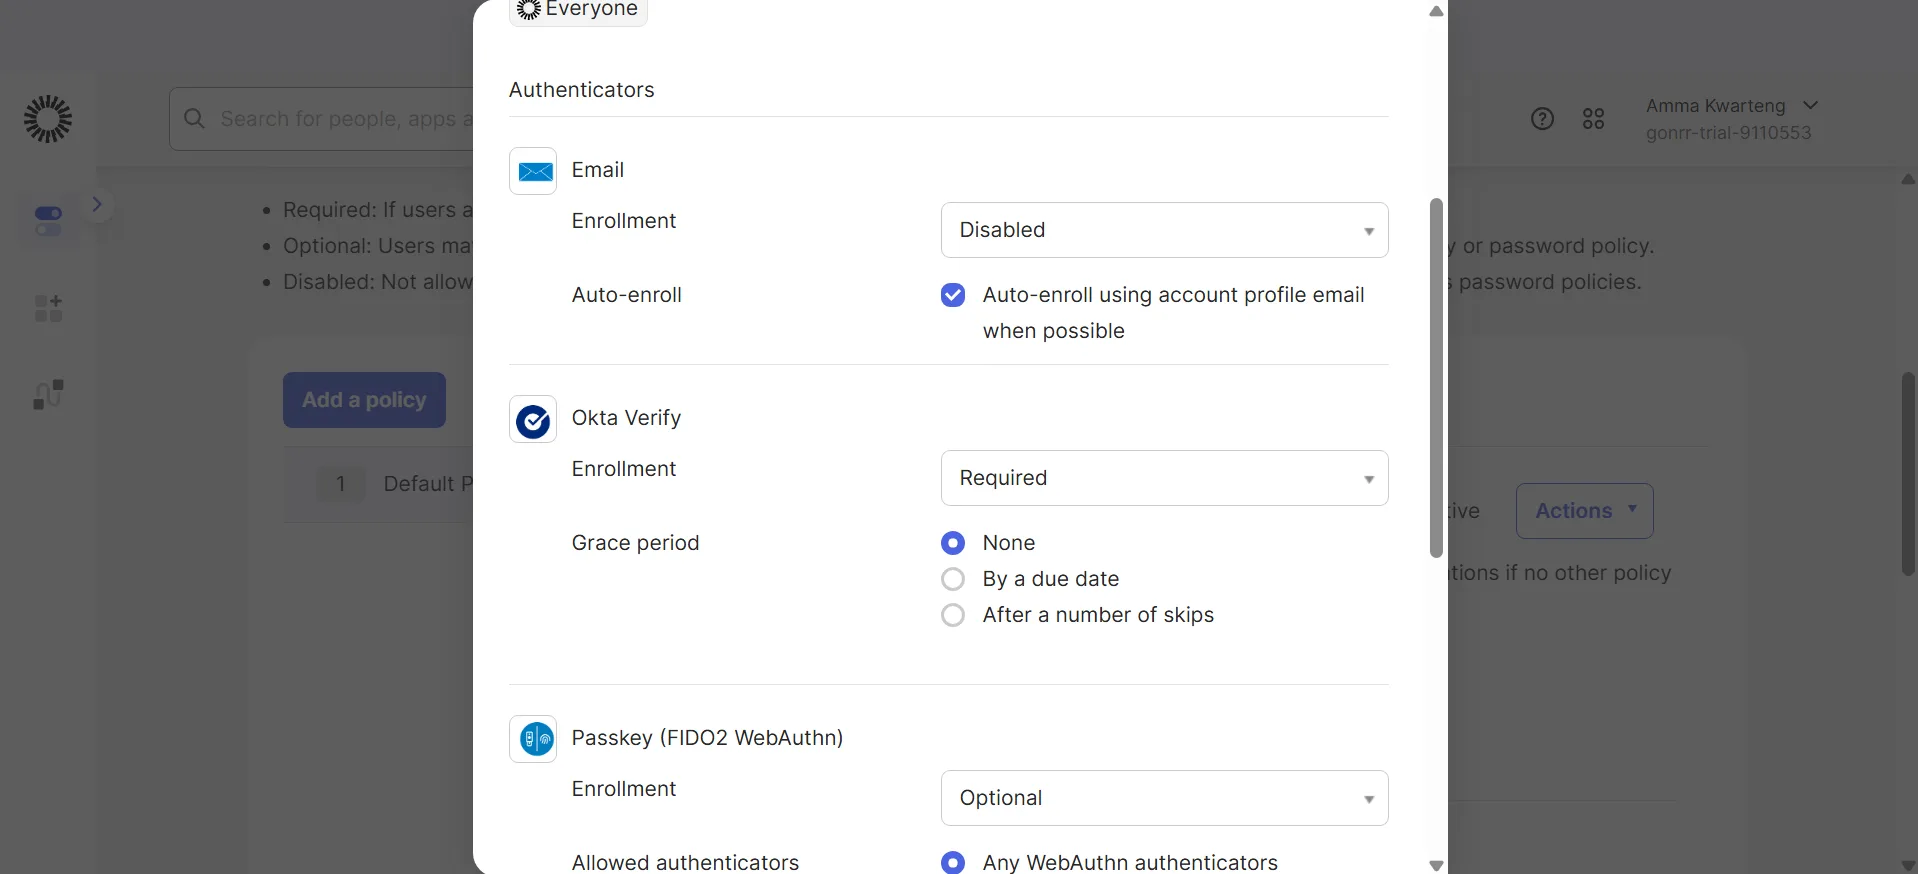 Everyone
Search for people, apps a
Amma Kwarteng
gonrr-trial-9110553
Required: If users a
Optional: Users ma
y or password policy.
Disabled: Not allow
s password policies.
Add a policy
1 Default P
tive
Actions
tions if no other policy
Authenticators
Email
Enrollment
Disabled
Auto-enroll
Auto-enroll using account profile email
when possible
Okta Verify
Enrollment
Required
Grace period
None
By a due date
After a number of skips
Passkey (FIDO2 WebAuthn)
Enrollment
Optional
Allowed authenticators
Any WebAuthn authenticators